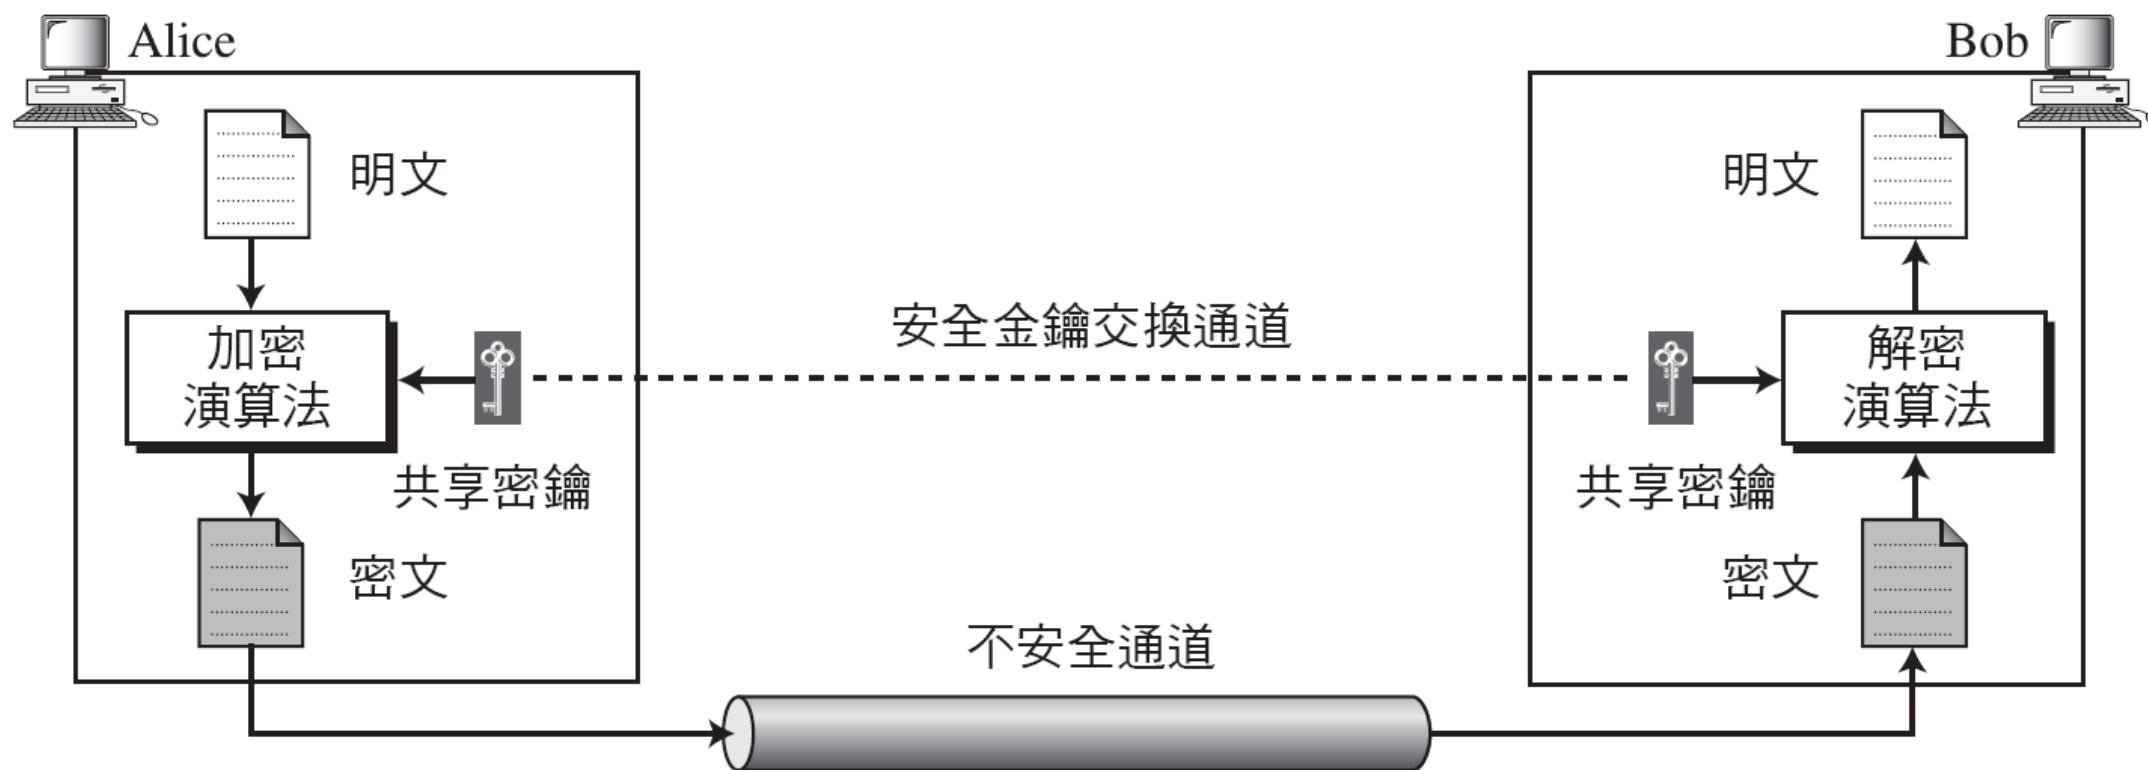 Alice
Bob
明文
明文
安全金鑰交換通道
加密
演算法
解密
演算法
共享密鑰
共享密鑰
密文
密文
不安全通道